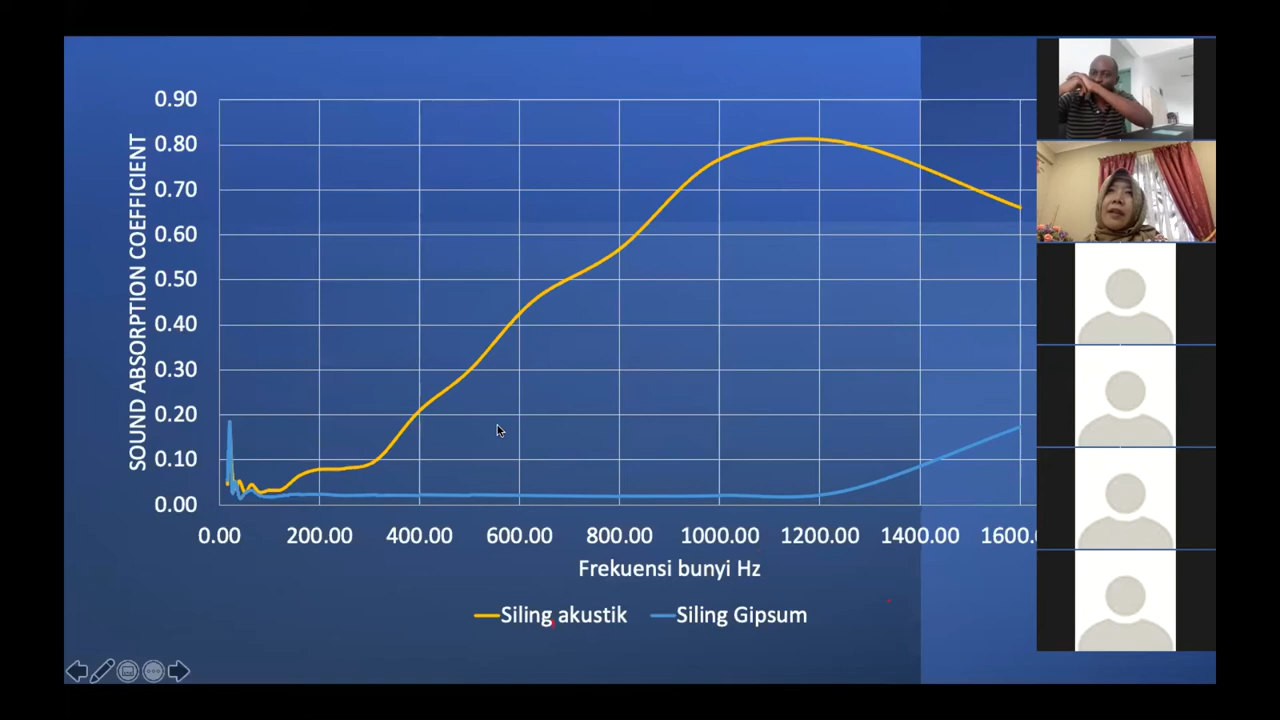 0.90
0.80
0.70
0.60
0.50
0.40
0.30
0.20
0.10
0.00
SOUND ABSORPTION COEFFICIENT
0.00 200.00 400.00 600.00 800.00 1000.00 1200.00 1400.00 1600.
Frekuensi bunyi Hz
Siling akustik Siling Gipsum